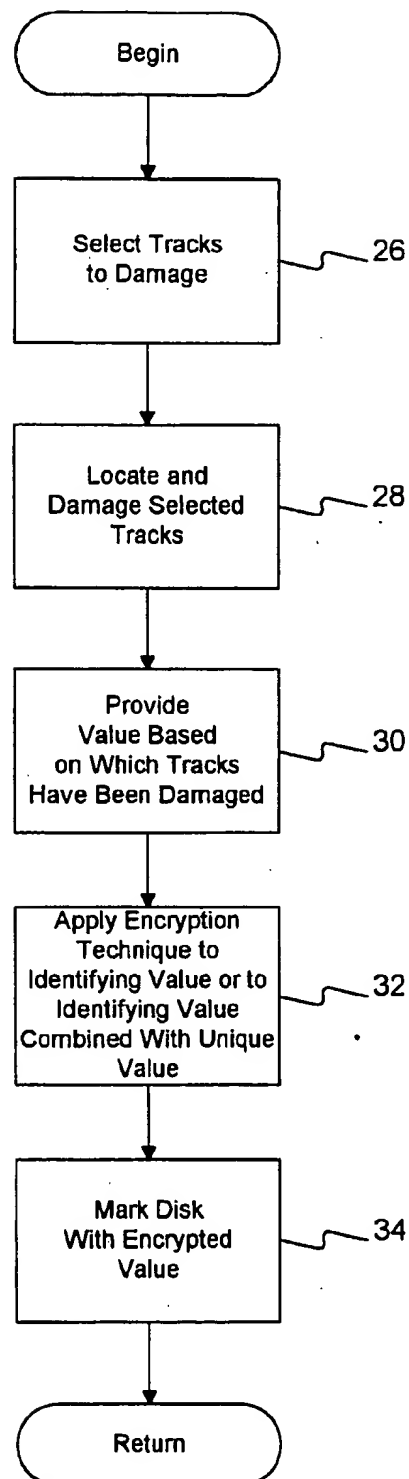 Begin
Select Tracks
to Damage
26
Locate and
Damage Selected
Tracks
28
Provide
Value Based
on Which Tracks
Have Been Damaged
30
Apply Encryption
Technique to
Identifying Value or to
Identifying Value
Combined With Unique
Value
32
Mark Disk
With Encrypted
Value
34
Return